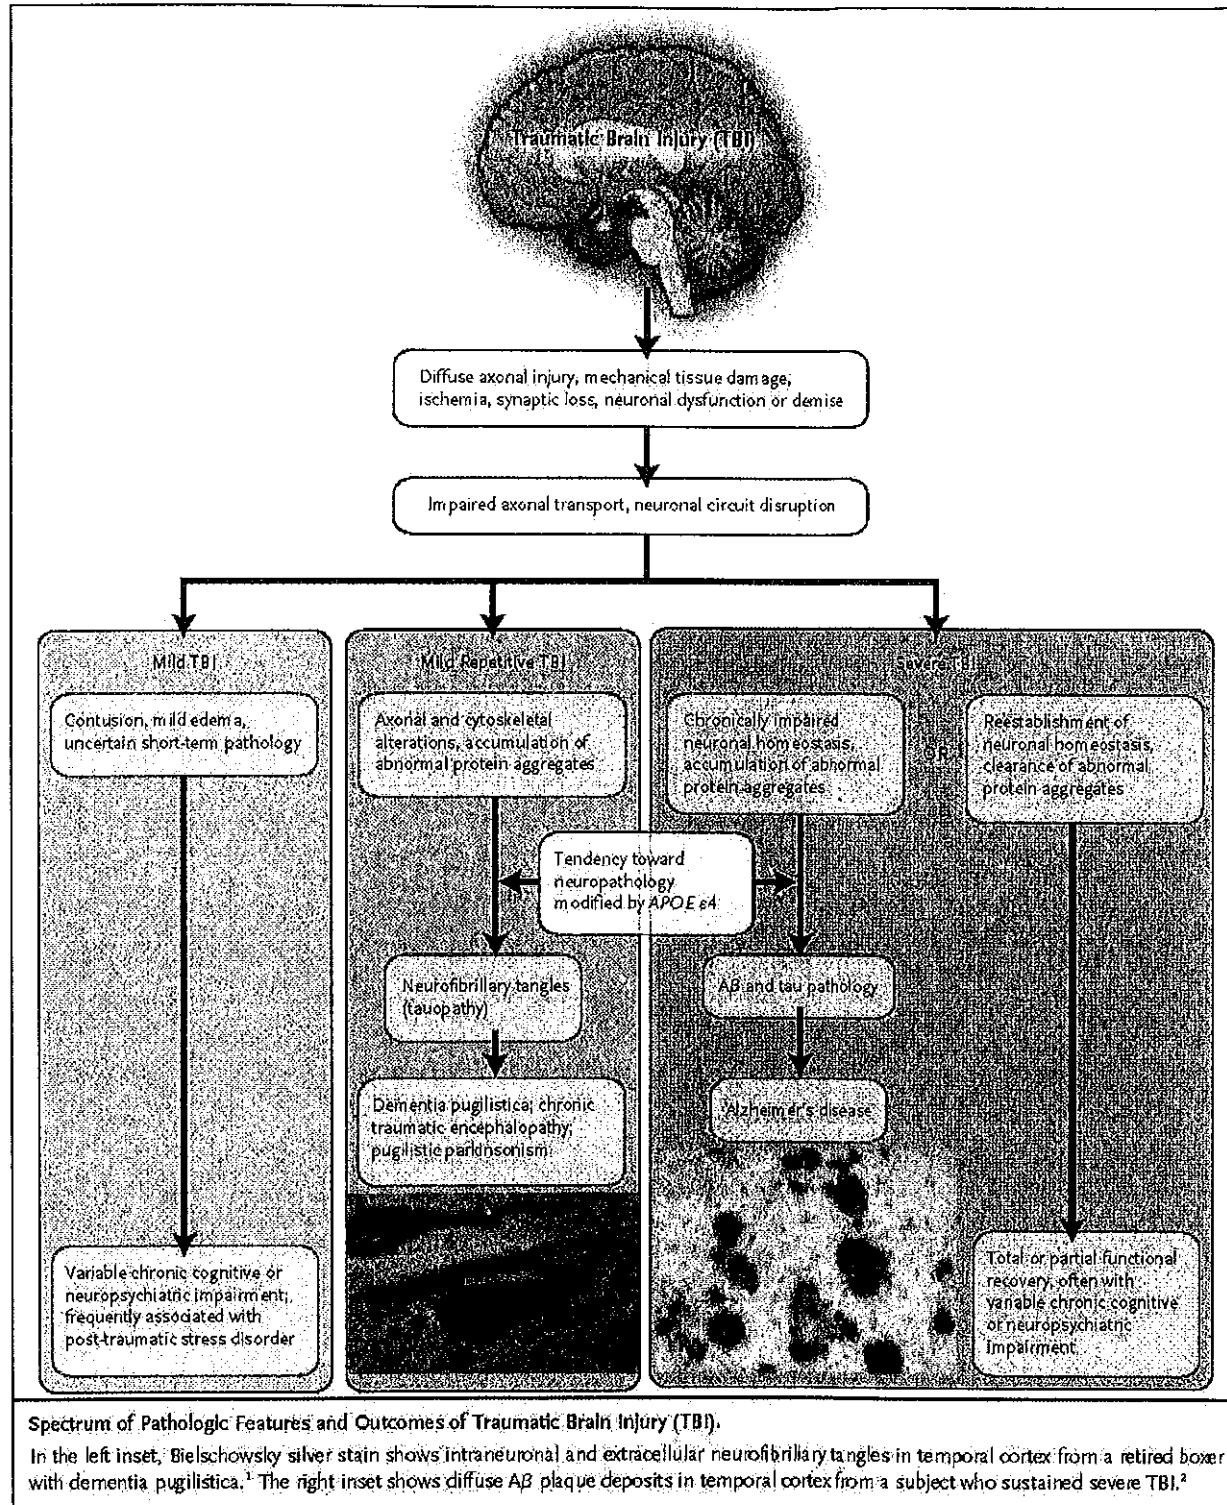 Traumatic Brain Injury (TBI)
Diffuse axonal injury, mechanical tissue damage,
ischemia, synaptic loss, neuronal dysfunction or demise
Impaired axonal transport, neuronal circuit disruption
Mild TBI
Contusion, mild edema,
uncertain short-term pathology
Variable chronic cognitive or
neuropsychiatric impairment;
frequently associated with
post-traumatic stress disorder
Mild Repetitive TBI
Axonal and cytoskeletal
alterations, accumulation of
abnormal protein aggregates
Tendency toward
neuropathology
modified by APOE ε4
Neurofibrillary tangles
(tauopathy)
Dementia pugilistica; chronic
traumatic encephalopathy;
pugilistic parkinsonism
Severe TBI
Chronically impaired
neuronal homeostasis,
accumulation of abnormal
protein aggregates
OR
Aβ and tau pathology
Alzheimer's disease
Reestablishment of
neuronal homeostasis,
clearance of abnormal
protein aggregates
Total or partial functional
recovery, often with
variable chronic cognitive
or neuropsychiatric
impairment
Spectrum of Pathologic Features and Outcomes of Traumatic Brain Injury (TBI).
In the left inset, Bielschowsky silver stain shows intraneuronal and extracellular neurofibrillary tangles in temporal cortex from a retired boxer
with dementia pugilistica.¹ The right inset shows diffuse Aβ plaque deposits in temporal cortex from a subject who sustained severe TBI.²